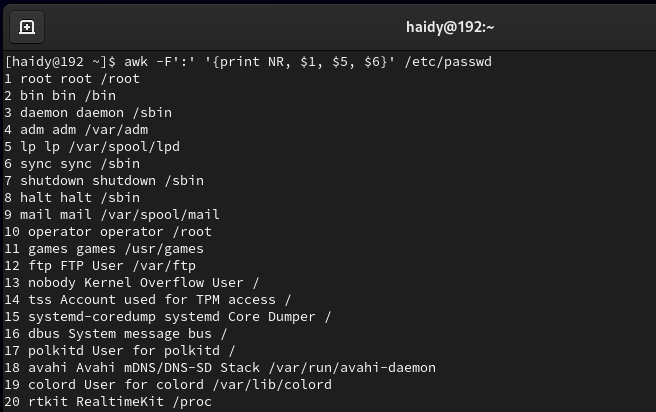 haidy@192:~
[haidy@192 ~]$ awk -F':' '{print NR, $1, $5, $6}' /etc/passwd
1 root root /root
2 bin bin /bin
3 daemon daemon /sbin
4 adm adm /var/adm
5 lp lp /var/spool/lpd
6 sync sync /sbin
7 shutdown shutdown /sbin
8 halt halt /sbin
9 mail mail /var/spool/mail
10 operator operator /root
11 games games /usr/games
12 ftp FTP User /var/ftp
13 nobody Kernel Overflow User /
14 tss Account used for TPM access /
15 systemd-coredump systemd Core Dumper /
16 dbus System message bus /
17 polkitd User for polkitd /
18 avahi Avahi mDNS/DNS-SD Stack /var/run/avahi-daemon
19 colord User for colord /var/lib/colord
20 rtkit RealtimeKit /proc